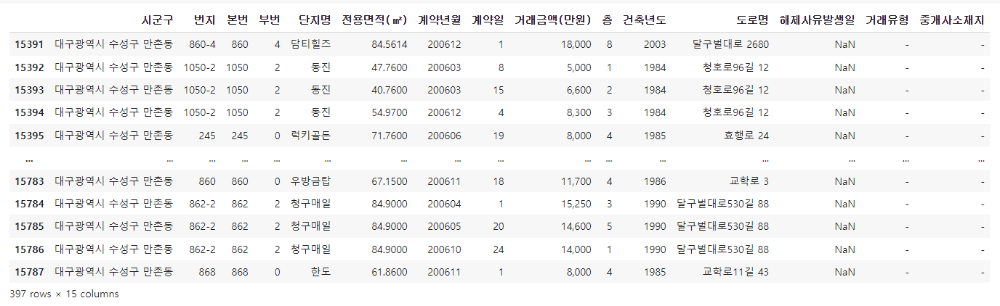 시군구 번지 본번 부번 단지명 전용면적(㎡) 계약년월 계약일 거래금액(만원) 층 건축년도 도로명 해제사유발생일 거래유형 중개사소재지
15391 대구광역시 수성구 만촌동 860-4 860 4 담티힐즈 84.5614 200612 1 18,000 8 2003 달구벌대로 2680 NaN - -
15392 대구광역시 수성구 만촌동 1050-2 1050 2 동진 47.7600 200603 8 5,000 1 1984 청호로96길 12 NaN - -
15393 대구광역시 수성구 만촌동 1050-2 1050 2 동진 40.7600 200603 15 6,600 2 1984 청호로96길 12 NaN - -
15394 대구광역시 수성구 만촌동 1050-2 1050 2 동진 54.9700 200612 4 8,300 3 1984 청호로96길 12 NaN - -
15395 대구광역시 수성구 만촌동 245 245 0 럭키골든 71.7600 200606 19 8,000 4 1985 효행로 24 NaN - -
... ... ... ... ... ... ... ... ... ... ... ... ... ... ... ...
15783 대구광역시 수성구 만촌동 860 860 0 우방금탑 67.1500 200611 18 11,700 4 1986 교학로 3 NaN - -
15784 대구광역시 수성구 만촌동 862-2 862 2 청구매일 84.9000 200604 1 15,250 3 1990 달구벌대로530길 88 NaN - -
15785 대구광역시 수성구 만촌동 862-2 862 2 청구매일 84.9000 200605 20 14,600 5 1990 달구벌대로530길 88 NaN - -
15786 대구광역시 수성구 만촌동 862-2 862 2 청구매일 84.9000 200610 24 14,000 1 1990 달구벌대로530길 88 NaN - -
15787 대구광역시 수성구 만촌동 868 868 0 한도 61.8600 200611 1 8,000 4 1985 교학로11길 43 NaN - -
397 rows × 15 columns